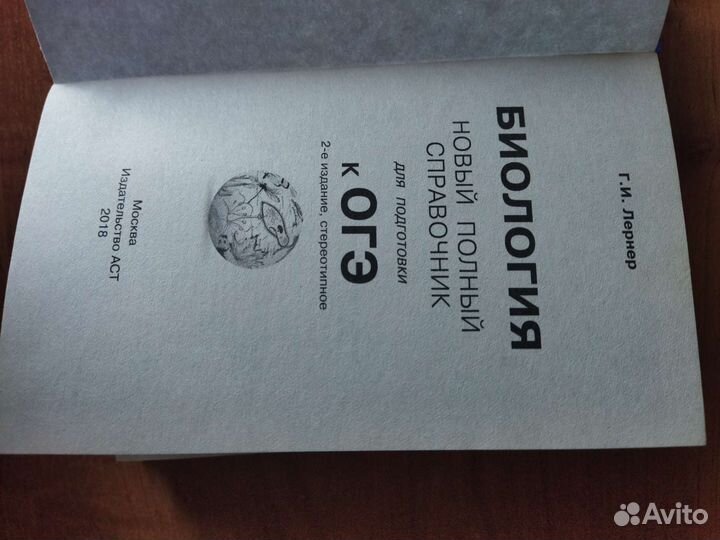 Г.И. Лернер
БИОЛОГИЯ
НОВЫЙ ПОЛНЫЙ
СПРАВОЧНИК
для подготовки
к ОГЭ
2-е издание, стереотипное
Москва
Издательство АСТ
2018
Avito